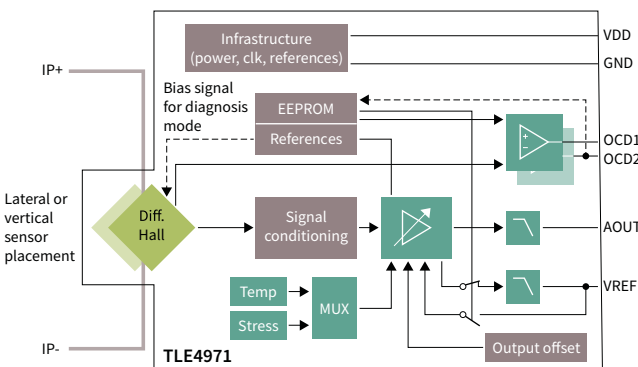 Infrastructure
(power, clk, references)
VDD
GND
IP+
Bias signal
for diagnosis
mode
EEPROM
References
+
−
OCD1
OCD2
Lateral or
vertical
sensor
placement
Diff.
Hall
Signal
conditioning
AOUT
Temp
Stress
MUX
VREF
Output offset
IP-
TLE4971